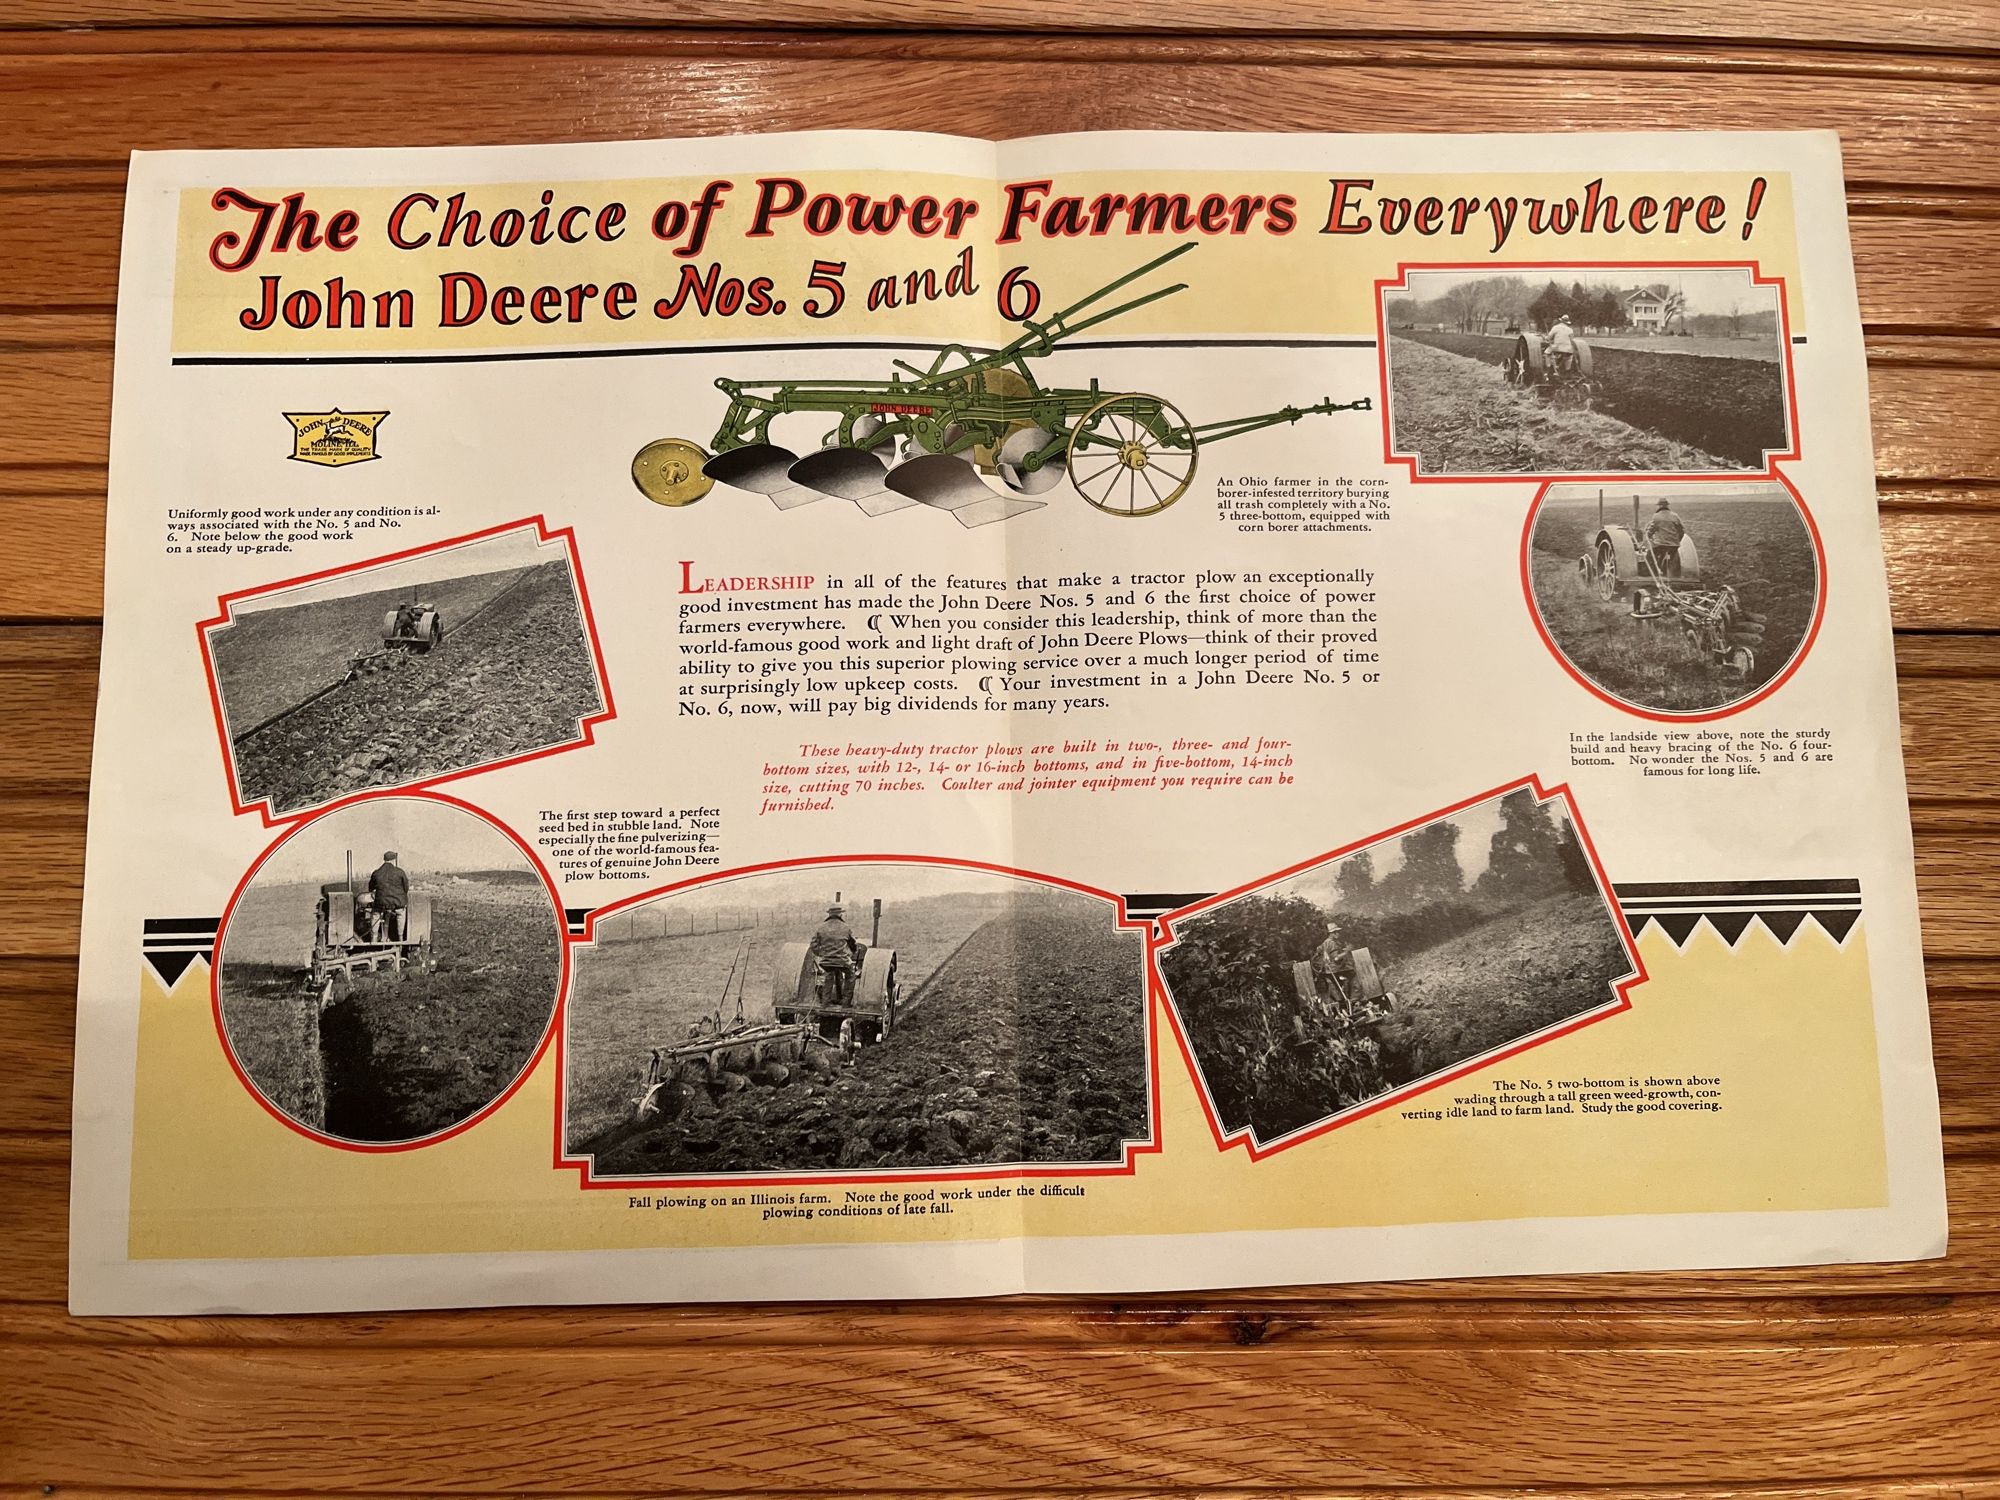 The Choice of Power Farmers Everywhere!
John Deere Nos. 5 and 6
JOHN DEERE
JOHN DEERE
MOLINE, ILL.
THE TRADE MARK OF QUALITY
MADE FAMOUS BY GOOD IMPLEMENTS
Uniformly good work under any condition is al-
ways associated with the No. 5 and No.
6. Note below the good work
on a steady up-grade.
An Ohio farmer in the corn-
borer-infested territory burying
all trash completely with a No.
5 three-bottom, equipped with
corn borer attachments.
LEADERSHIP in all of the features that make a tractor plow an exceptionally
good investment has made the John Deere Nos. 5 and 6 the first choice of power
farmers everywhere. ℂ When you consider this leadership, think of more than the
world-famous good work and light draft of John Deere Plows—think of their proved
ability to give you this superior plowing service over a much longer period of time
at surprisingly low upkeep costs. ℂ Your investment in a John Deere No. 5 or
No. 6, now, will pay big dividends for many years.
These heavy-duty tractor plows are built in two-, three- and four-
bottom sizes, with 12-, 14- or 16-inch bottoms, and in five-bottom, 14-inch
size, cutting 70 inches. Coulter and jointer equipment you require can be
furnished.
In the landside view above, note the sturdy
build and heavy bracing of the No. 6 four-
bottom. No wonder the Nos. 5 and 6 are
famous for long life.
The first step toward a perfect
seed bed in stubble land. Note
especially the fine pulverizing—
one of the world-famous fea-
tures of genuine John Deere
plow bottoms.
The No. 5 two-bottom is shown above
wading through a tall green weed-growth, con-
verting idle land to farm land. Study the good covering.
Fall plowing on an Illinois farm. Note the good work under the difficult
plowing conditions of late fall.